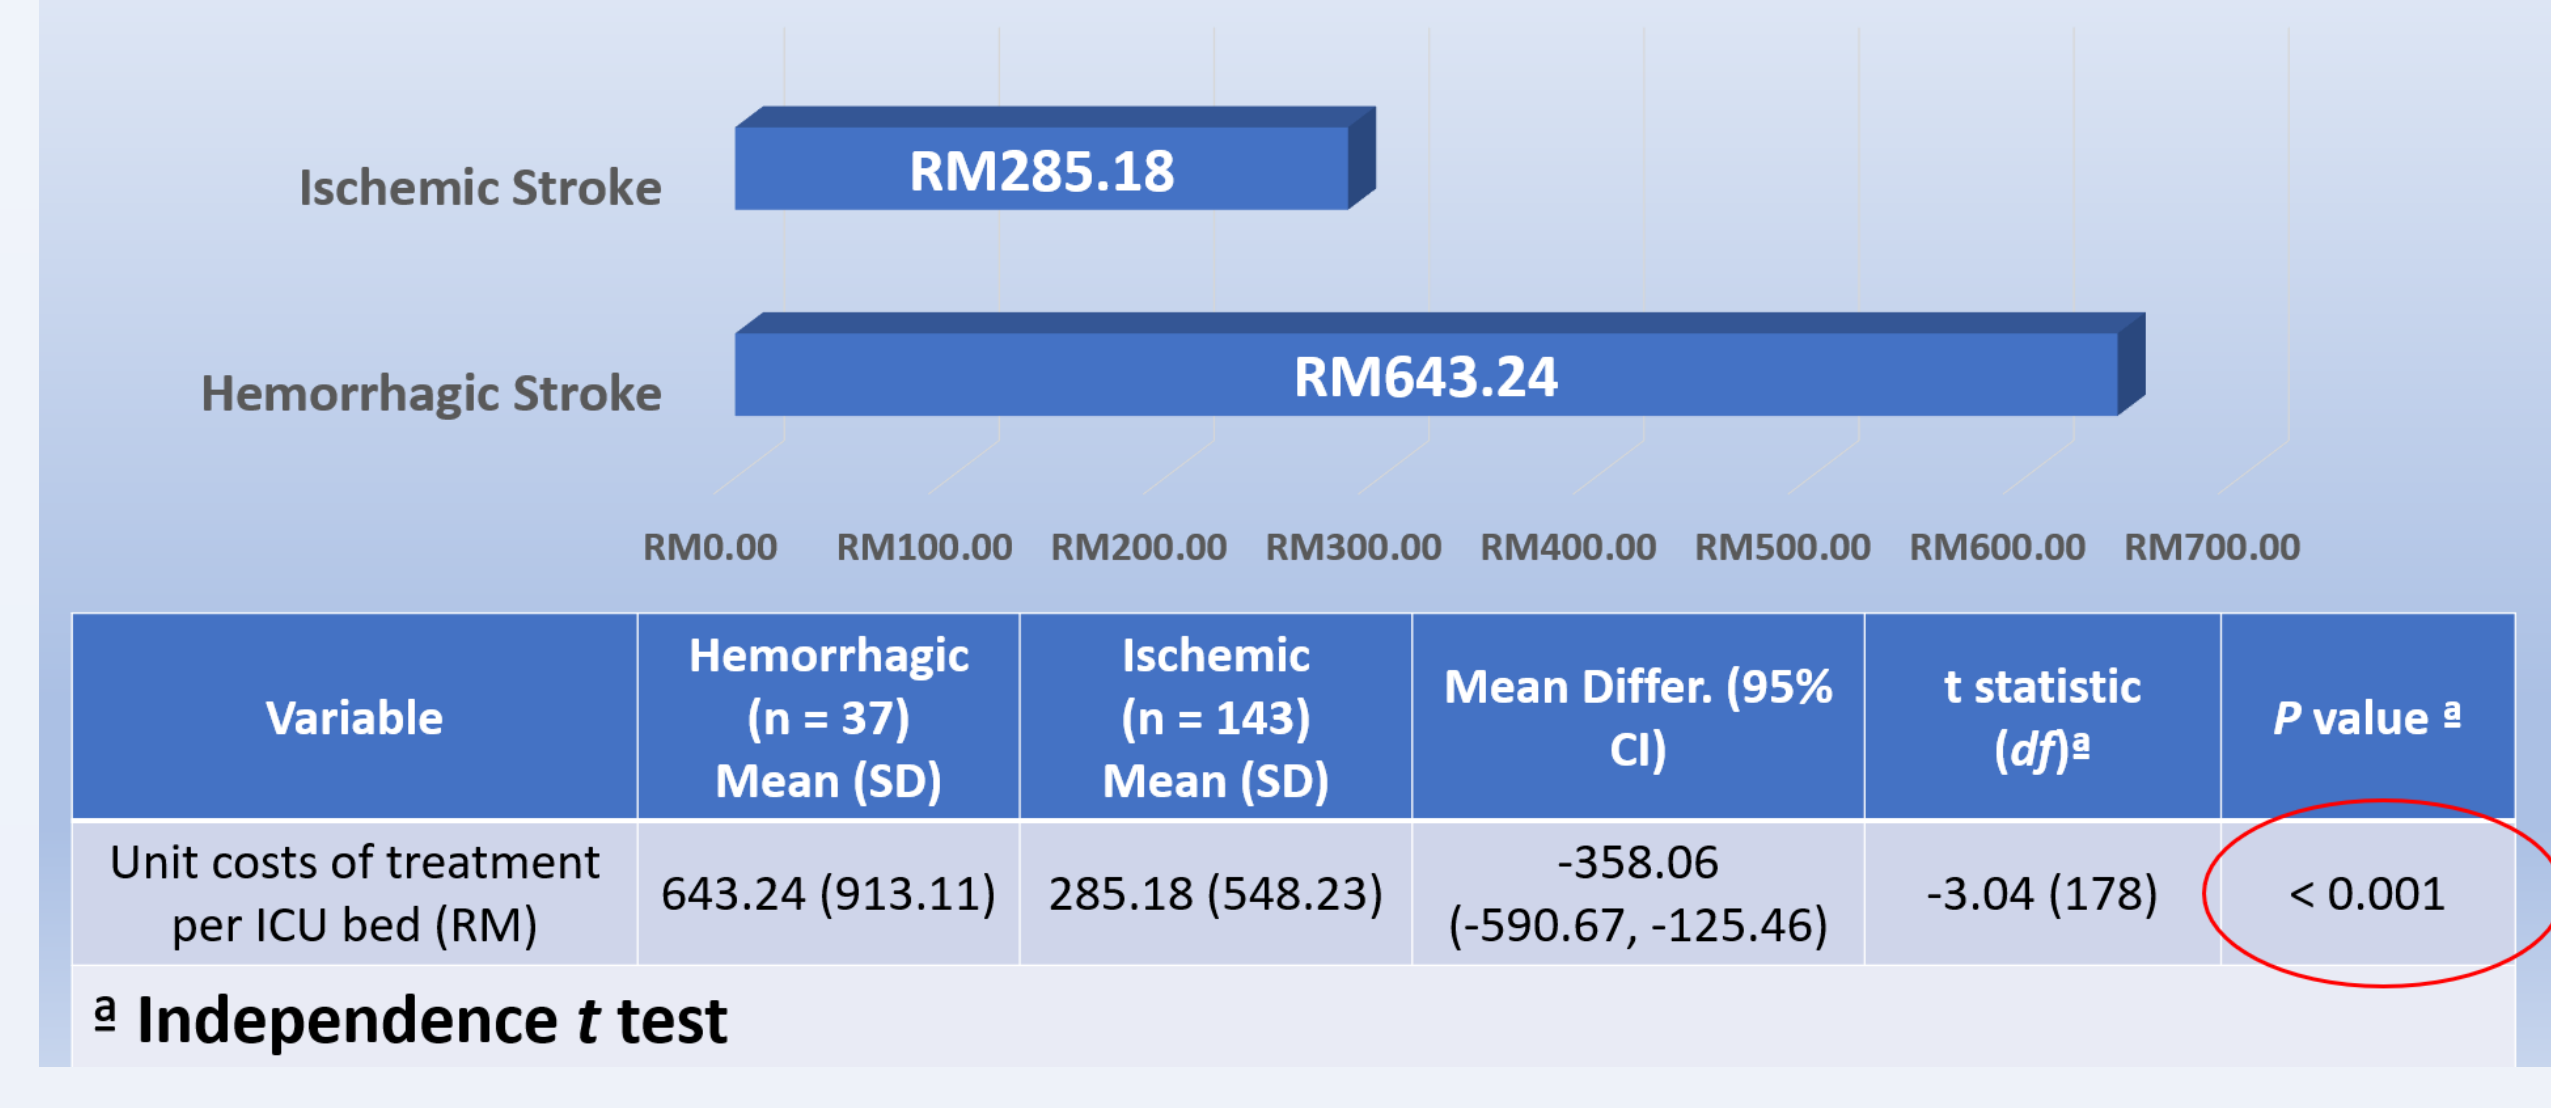 Ischemic Stroke
RM285.18
Hemorrhagic Stroke
RM643.24
RM0.00 RM100.00 RM200.00 RM300.00 RM400.00 RM500.00 RM600.00 RM700.00
Variable
Hemorrhagic
(n = 37)
Mean (SD)
Ischemic
(n = 143)
Mean (SD)
Mean Differ. (95%
CI)
t statistic
(df)ª
P value ª
Unit costs of treatment
per ICU bed (RM)
643.24 (913.11)
285.18 (548.23)
-358.06
(-590.67, -125.46)
-3.04 (178)
< 0.001
ª Independence t test